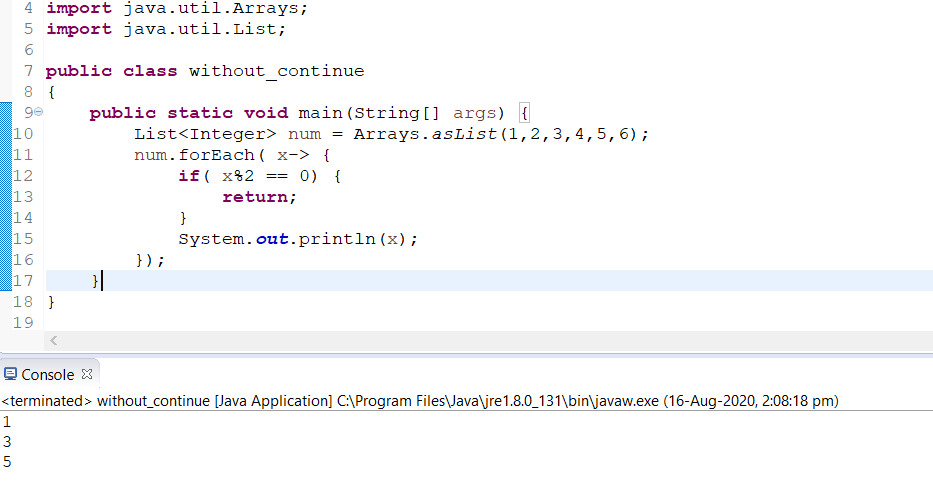 4 import java.util.Arrays;
5 import java.util.List;
6
7 public class without_continue
8 {
9 public static void main(String[] args) {
10 List<Integer> num = Arrays.asList(1,2,3,4,5,6);
11 num.forEach( x-> {
12 if( x%2 == 0) {
13 return;
14 }
15 System.out.println(x);
16 });
17 }
18 }
19
Console
<terminated> without_continue [Java Application] C:\Program Files\Java\jre1.8.0_131\bin\javaw.exe (16-Aug-2020, 2:08:18 pm)
1
3
5